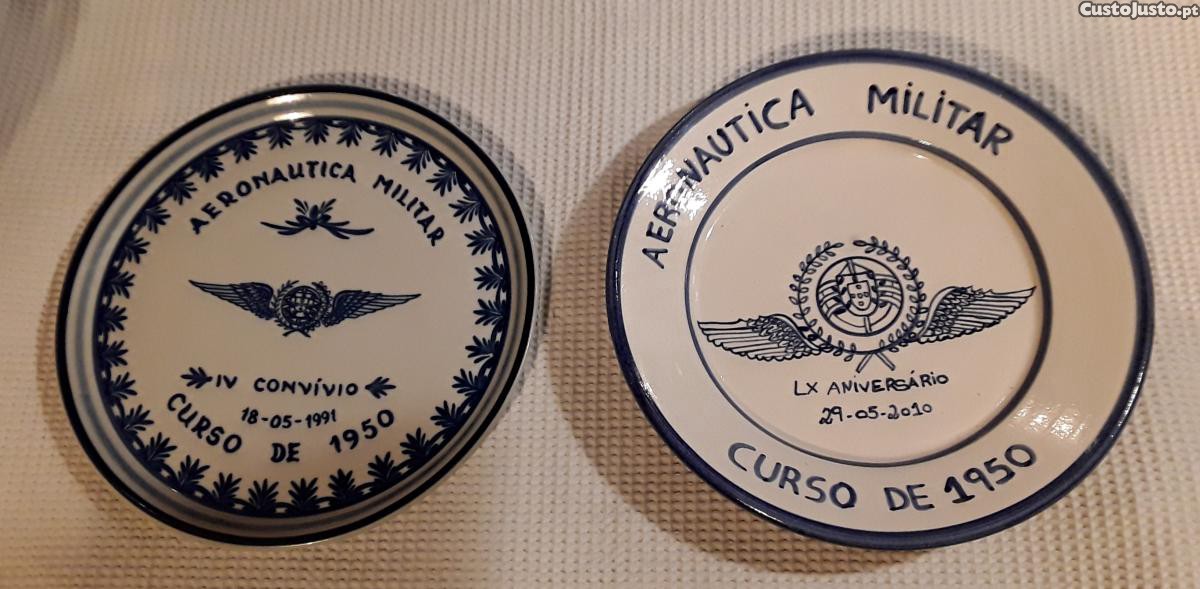 CustoJusto.pt
AERONAUTICA MILITAR
IV CONVÍVIO
18-05-1991
CURSO DE 1950
AERONAUTICA MILITAR
LX ANIVERSÁRIO
29-05-2010
CURSO DE 1950